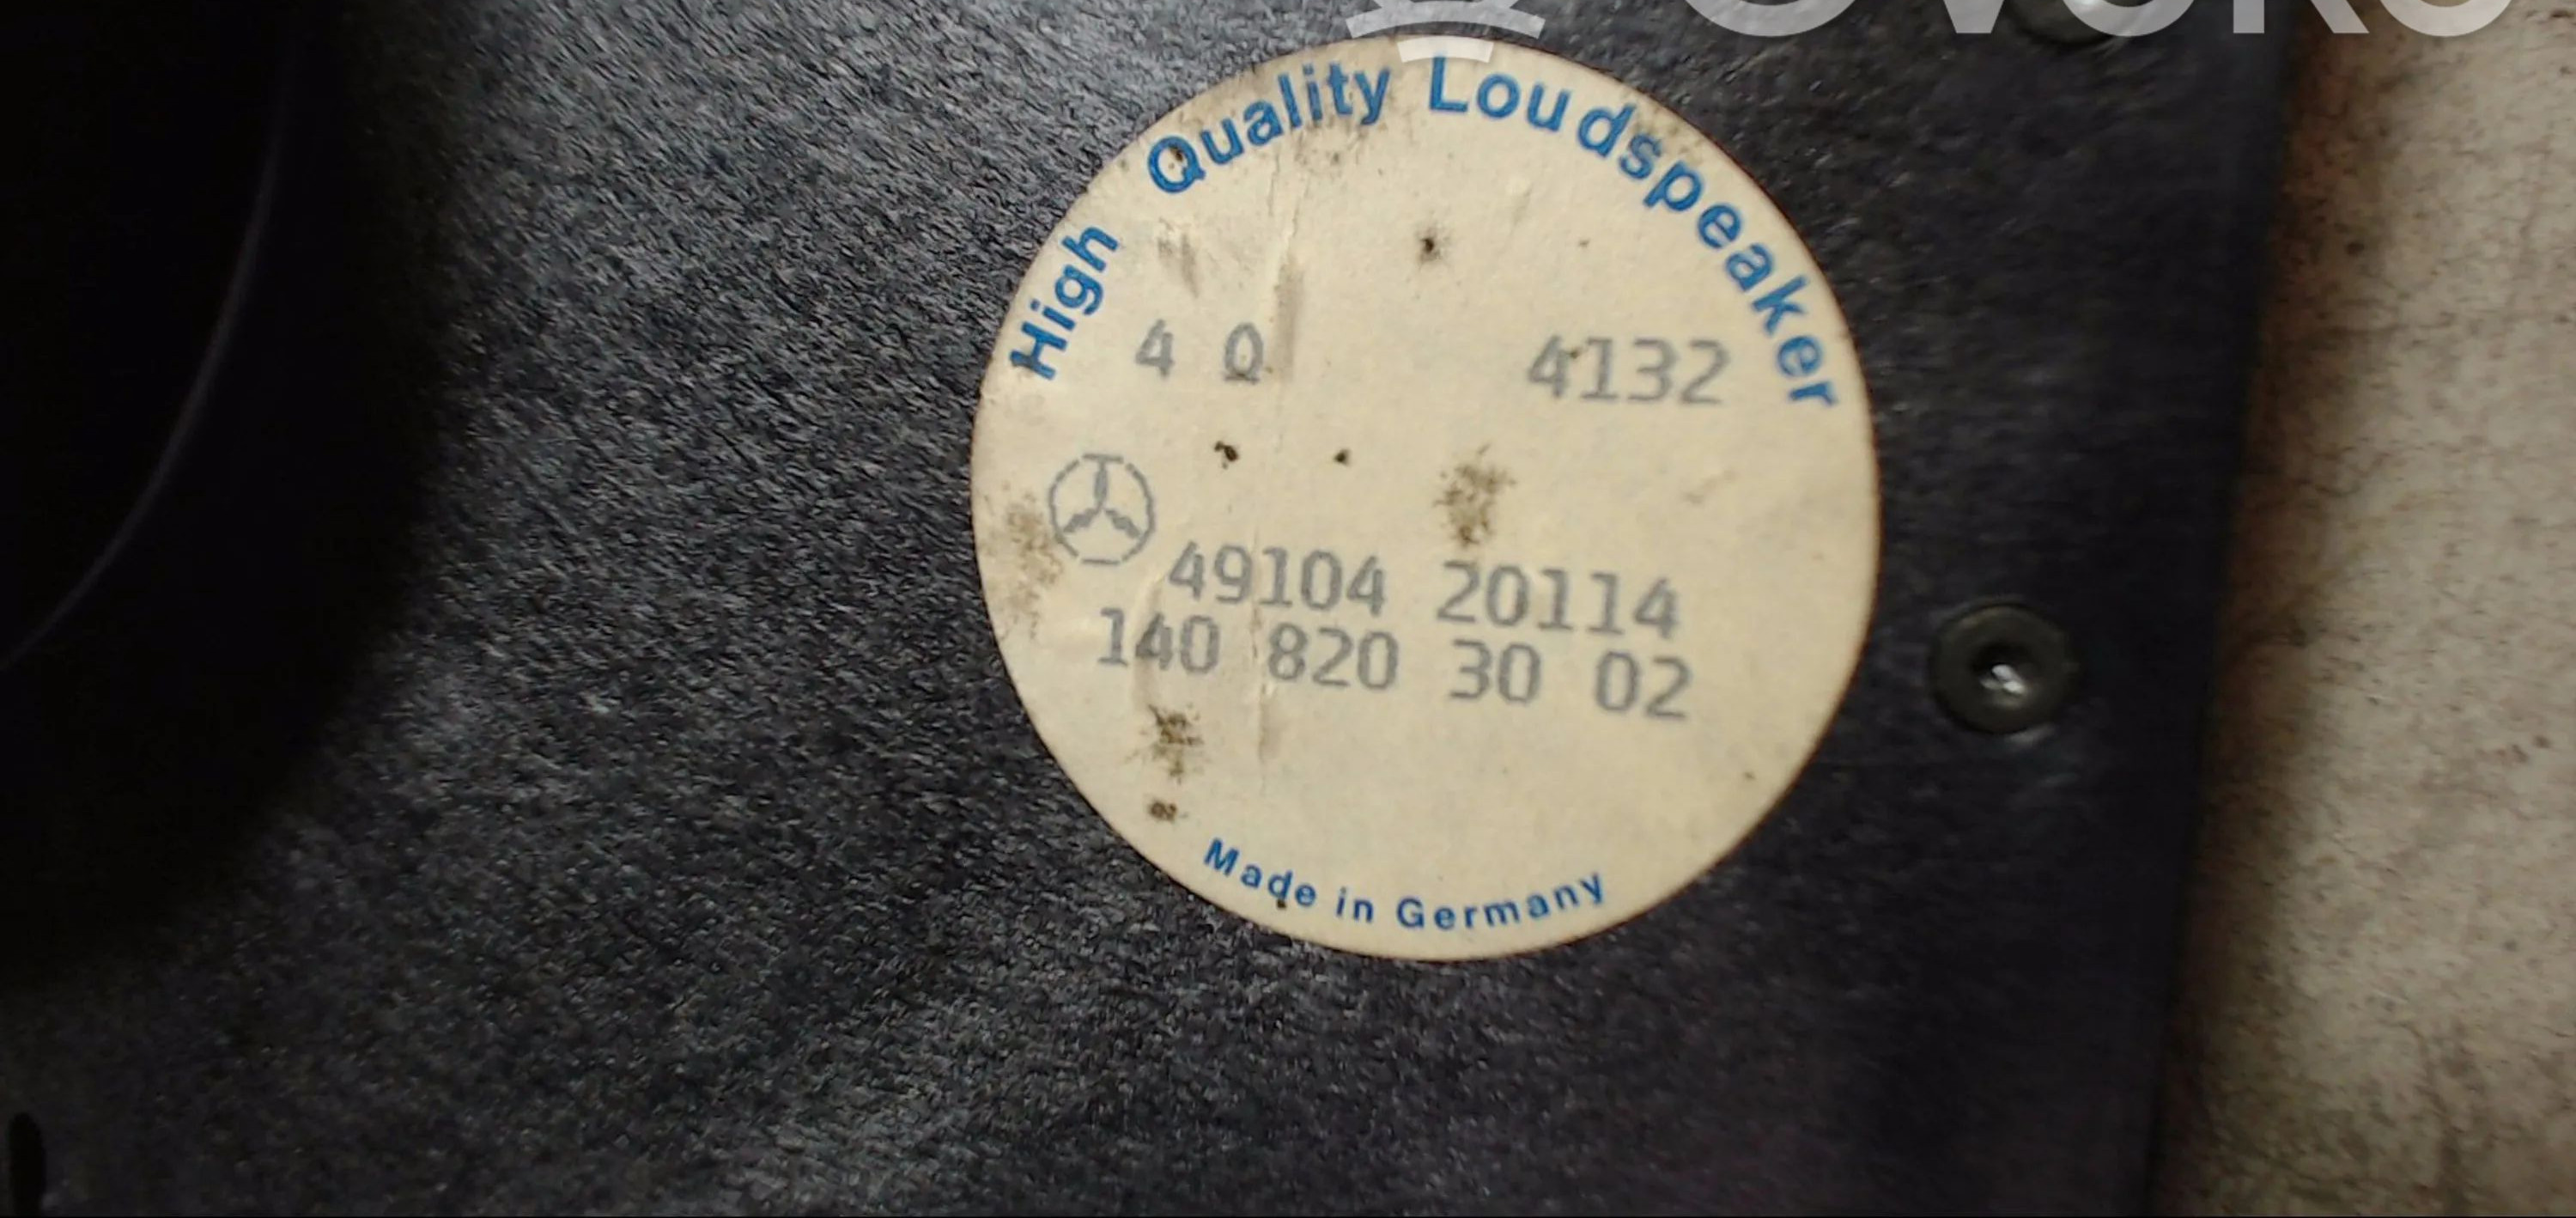 High Quality Loudspeaker
4 Ω 4132
49104 20114
140 820 30 02
Made in Germany